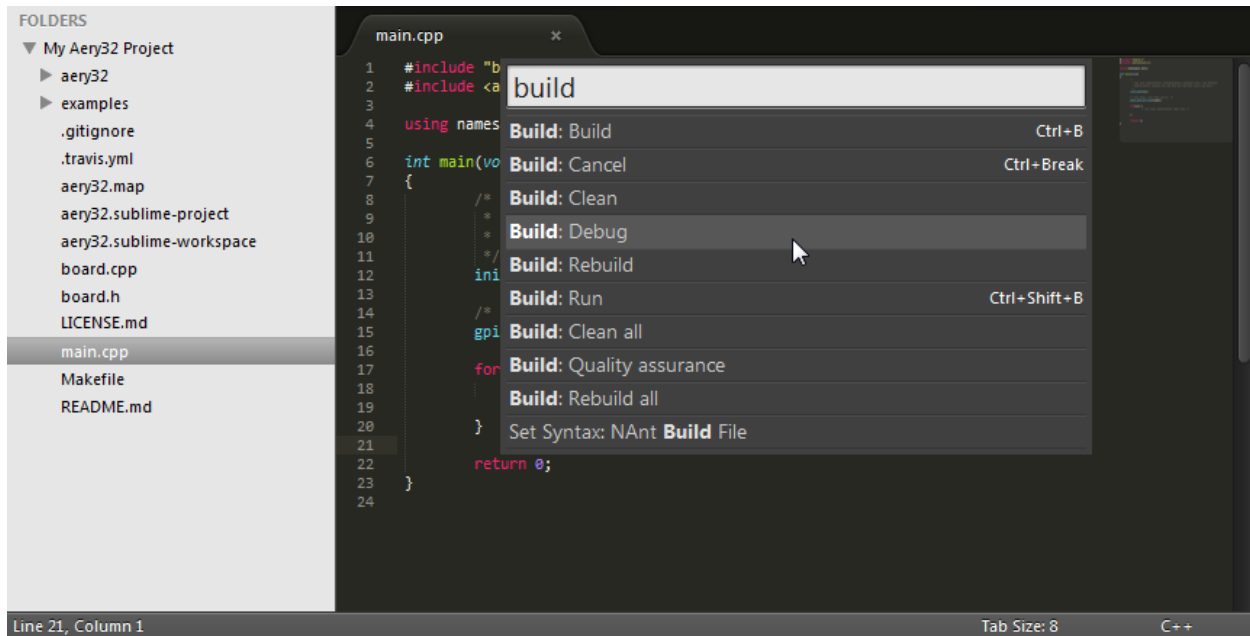 FOLDERS
My Aery32 Project
aery32
examples
.gitignore
.travis.yml
aery32.map
aery32.sublime-project
aery32.sublime-workspace
board.cpp
board.h
LICENSE.md
main.cpp
Makefile
README.md
main.cpp ×
1 #include "b
2 #include <a
3
4 using names
5
6 int main(vo
7 {
8 /*
9 *
10 *
11 */
12 ini
13
14 /*
15 gpi
16
17 for
18
19
20 }
21
22 return 0;
23 }
24
build
Build: Build Ctrl+B
Build: Cancel Ctrl+Break
Build: Clean
Build: Debug
Build: Rebuild
Build: Run Ctrl+Shift+B
Build: Clean all
Build: Quality assurance
Build: Rebuild all
Set Syntax: NAnt Build File
Line 21, Column 1 Tab Size: 8 C++